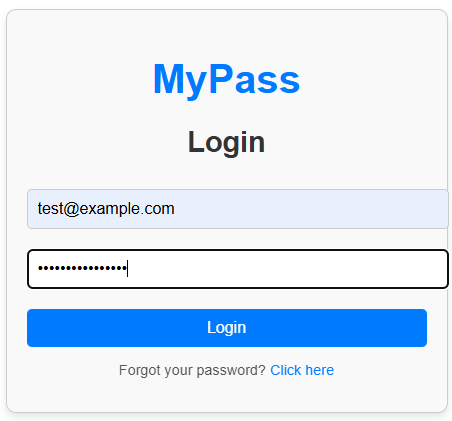 MyPass
Login
test@example.com
••••••••••••••••
Login
Forgot your password? Click here